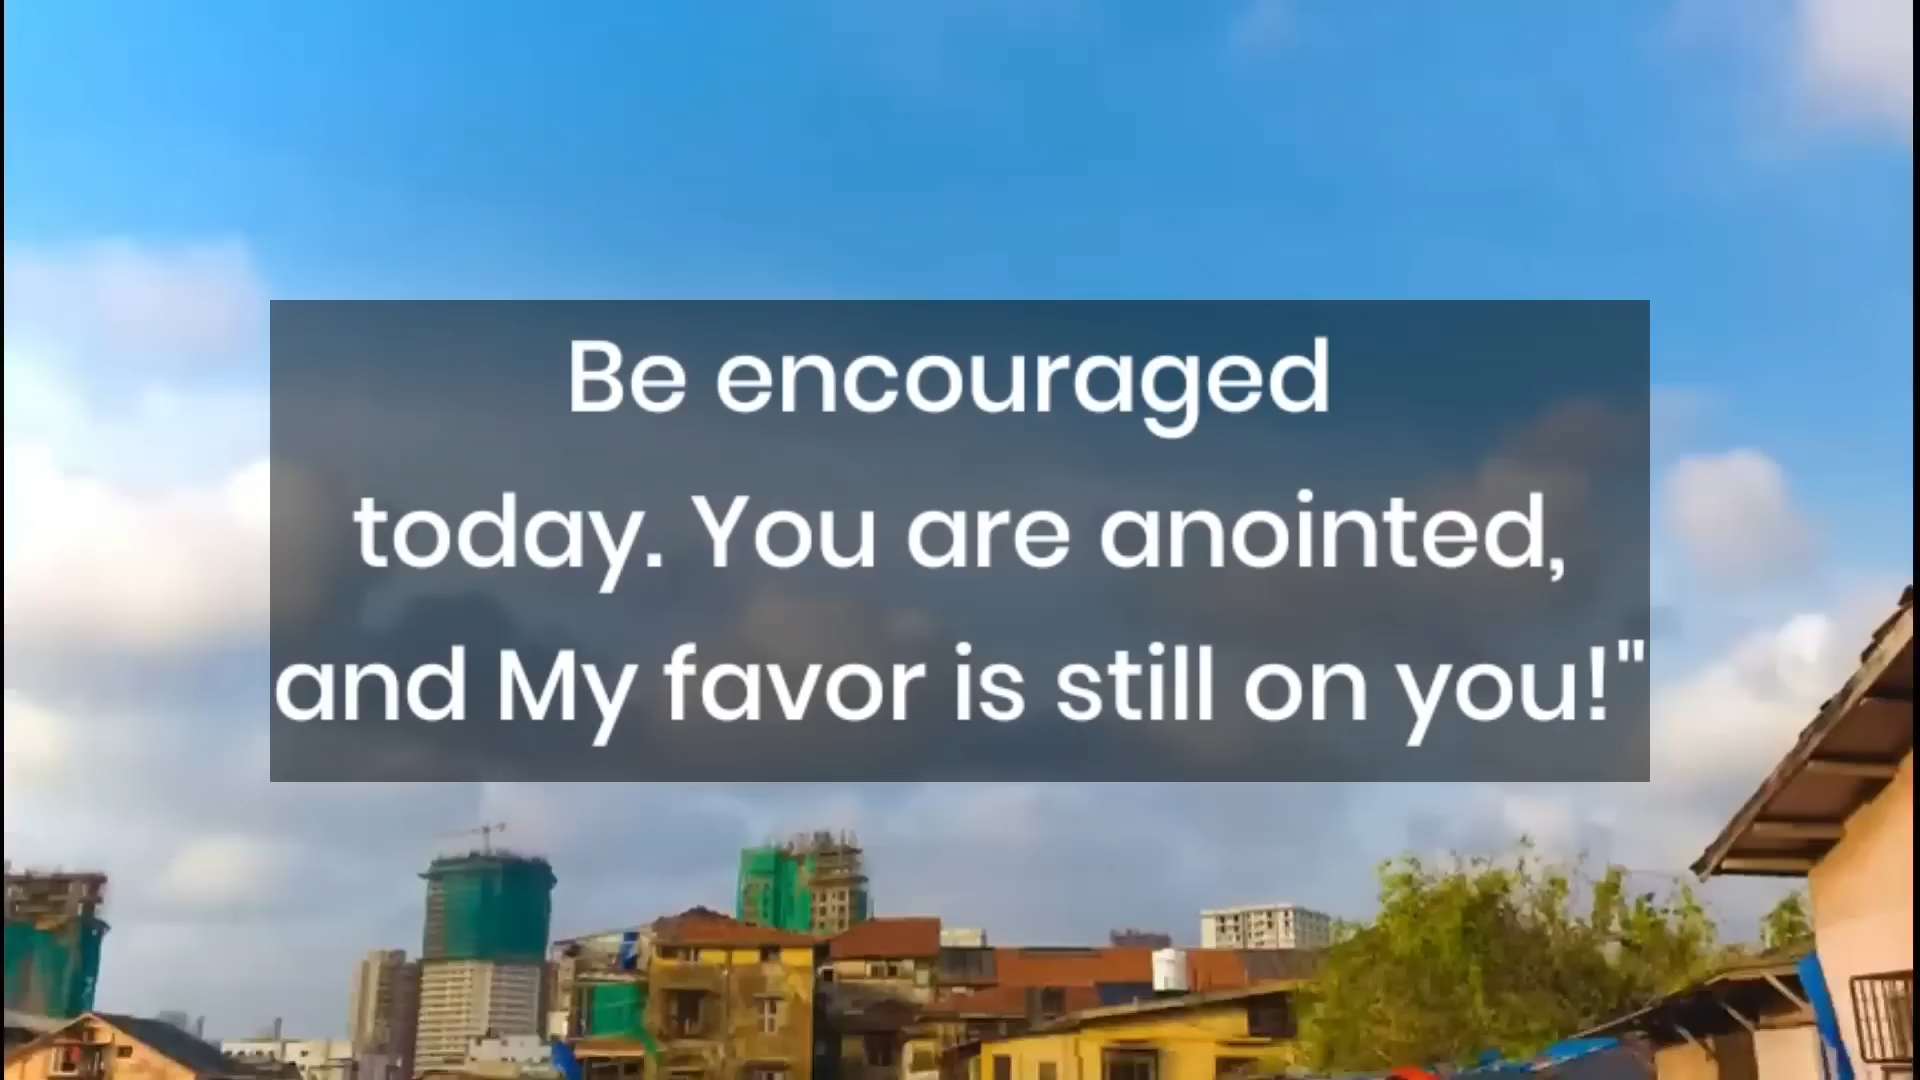 Be encouraged
today. You are anointed,
and My favor is still on you!"